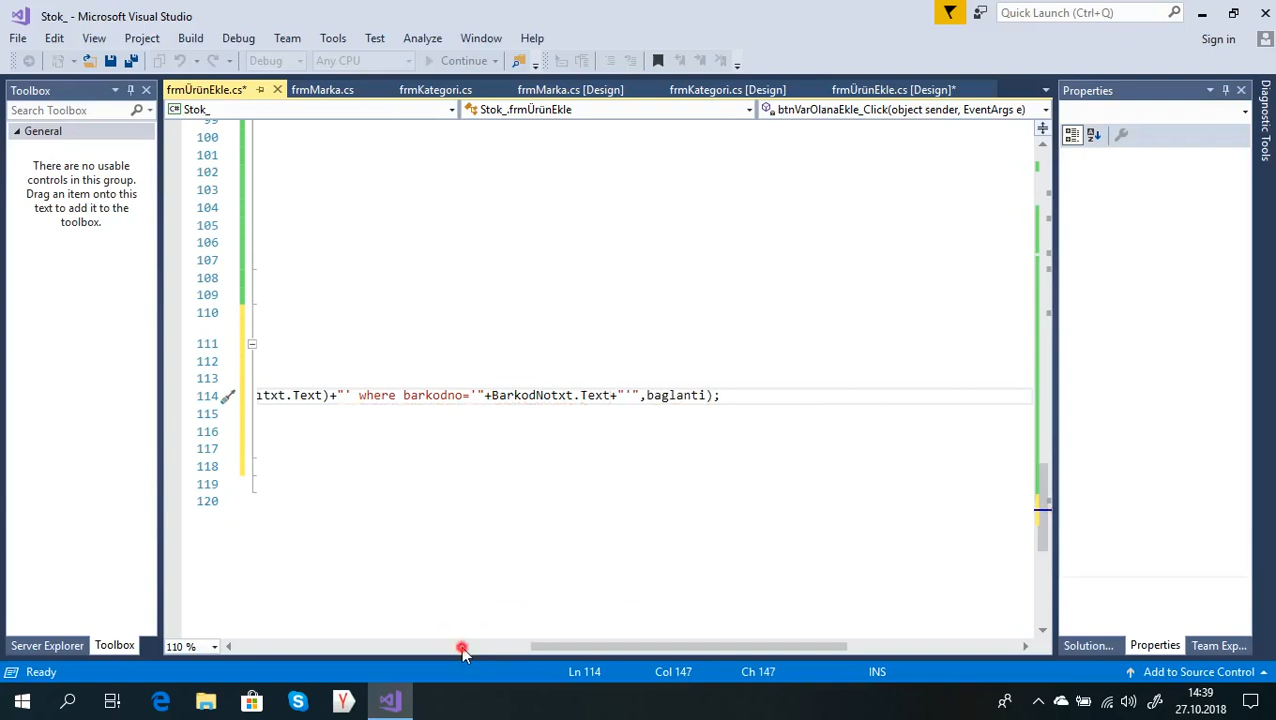 Stok_ - Microsoft Visual Studio
Quick Launch (Ctrl+Q)
File Edit View Project Build Debug Team Tools Test Analyze Window Help
Sign in
Debug Any CPU Continue
Toolbox
frmÜrünEkle.cs* frmMarka.cs frmKategori.cs frmMarka.cs [Design] frmKategori.cs [Design] frmÜrünEkle.cs [Design]*
Properties
Search Toolbox
Stok_ Stok_.frmÜrünEkle btnVarOlanaEkle_Click(object sender, EventArgs e)
General
There are no usable
controls in this group.
Drag an item onto this
text to add it to the
toolbox.
99
100
101
102
103
104
105
106
107
108
109
110
111
112
113
114 ıtxt.Text)+"' where barkodno='"+BarkodNotxt.Text+"'",baglanti);
115
116
117
118
119
120
Diagnostic Tools
110 %
Server Explorer Toolbox
Solution... Properties Team Exp...
Ready Ln 114 Col 147 Ch 147 INS Add to Source Control
14:39
27.10.2018